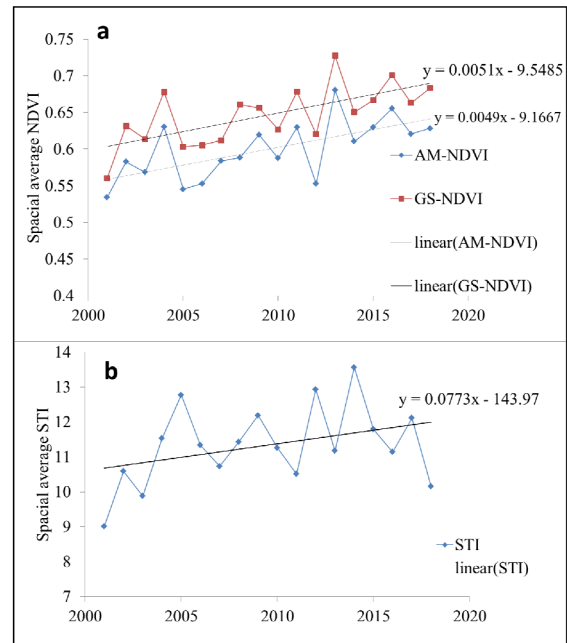 a
0.75
0.7
0.65
0.6
0.55
0.5
0.45
0.4
Spacial average NDVI
y = 0.0051x - 9.5485
y = 0.0049x - 9.1667
AM-NDVI
GS-NDVI
linear(AM-NDVI)
linear(GS-NDVI)
2000 2005 2010 2015 2020
b
14
13
12
11
10
9
8
7
Spacial average STI
y = 0.0773x - 143.97
STI
linear(STI)
2000 2005 2010 2015 2020